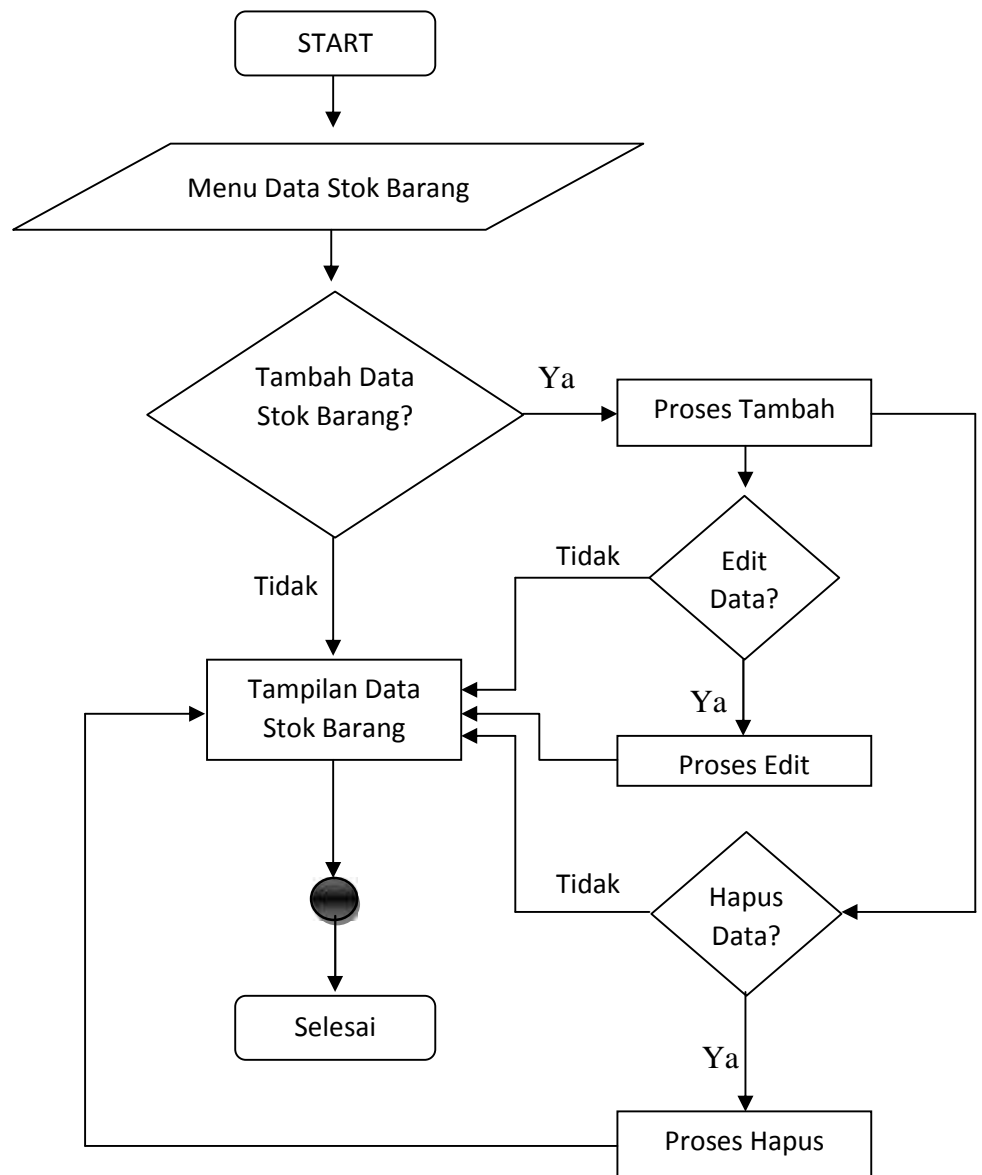 START
Menu Data Stok Barang
Tambah Data
Stok Barang?
Ya
Proses Tambah
Tidak
Edit
Data?
Tidak
Ya
Tampilan Data
Stok Barang
Proses Edit
Tidak
Hapus
Data?
Selesai
Ya
Proses Hapus